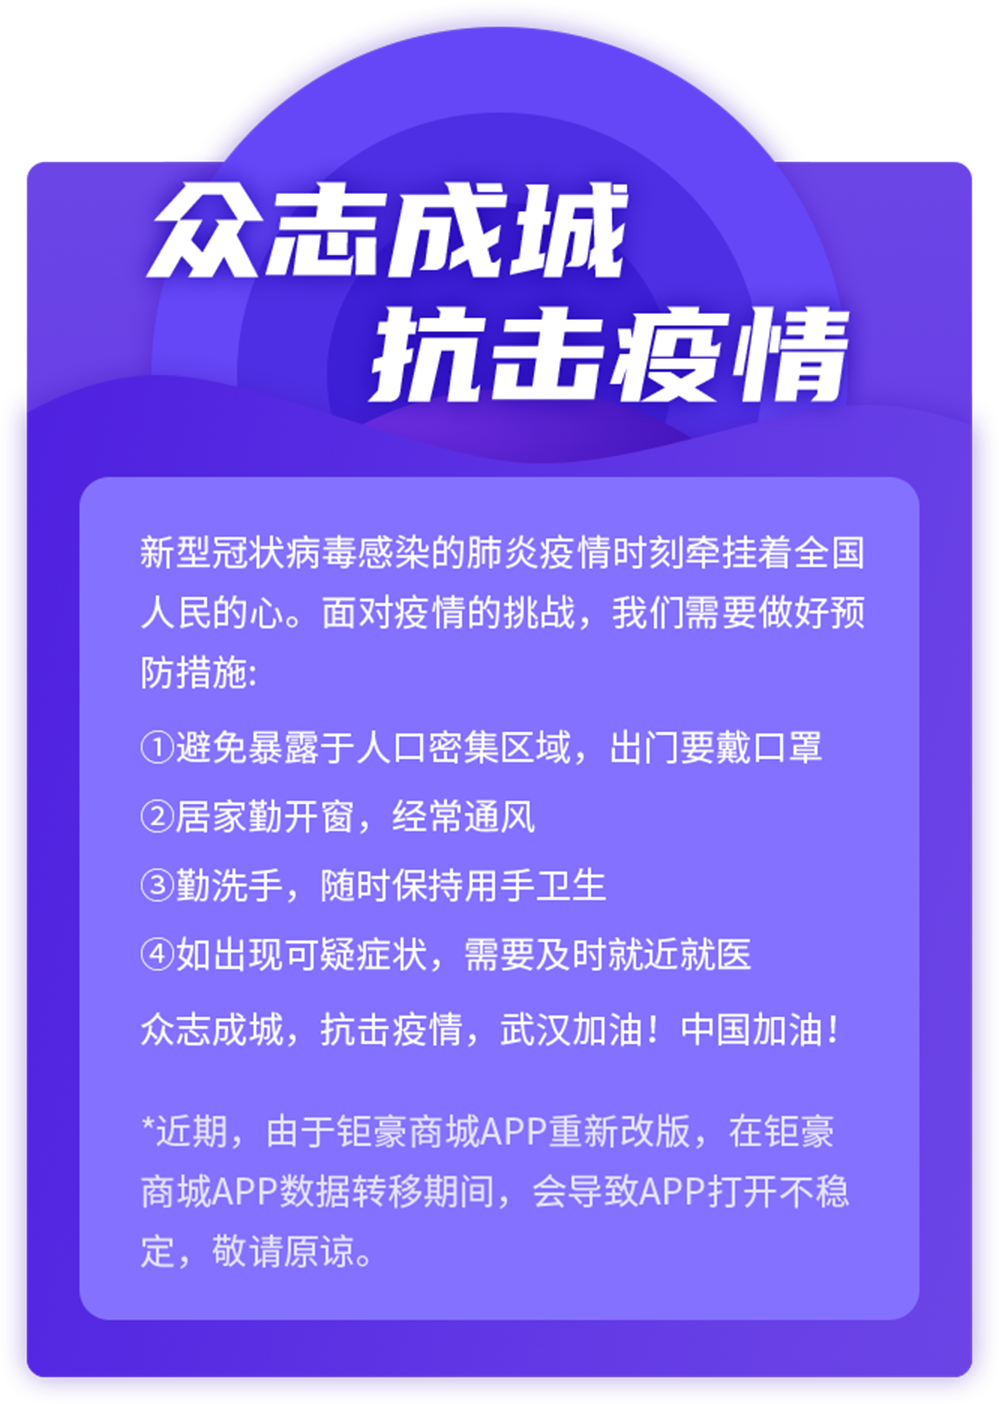 众志成城
抗击疫情
新型冠状病毒感染的肺炎疫情时刻牵挂着全国
人民的心。面对疫情的挑战，我们需要做好预
防措施:
①避免暴露于人口密集区域，出门要戴口罩
②居家勤开窗，经常通风
③勤洗手，随时保持用手卫生
④如出现可疑症状，需要及时就近就医
众志成城，抗击疫情，武汉加油！中国加油！
*近期，由于钜豪商城APP重新改版，在钜豪
商城APP数据转移期间，会导致APP打开不稳
定，敬请原谅。